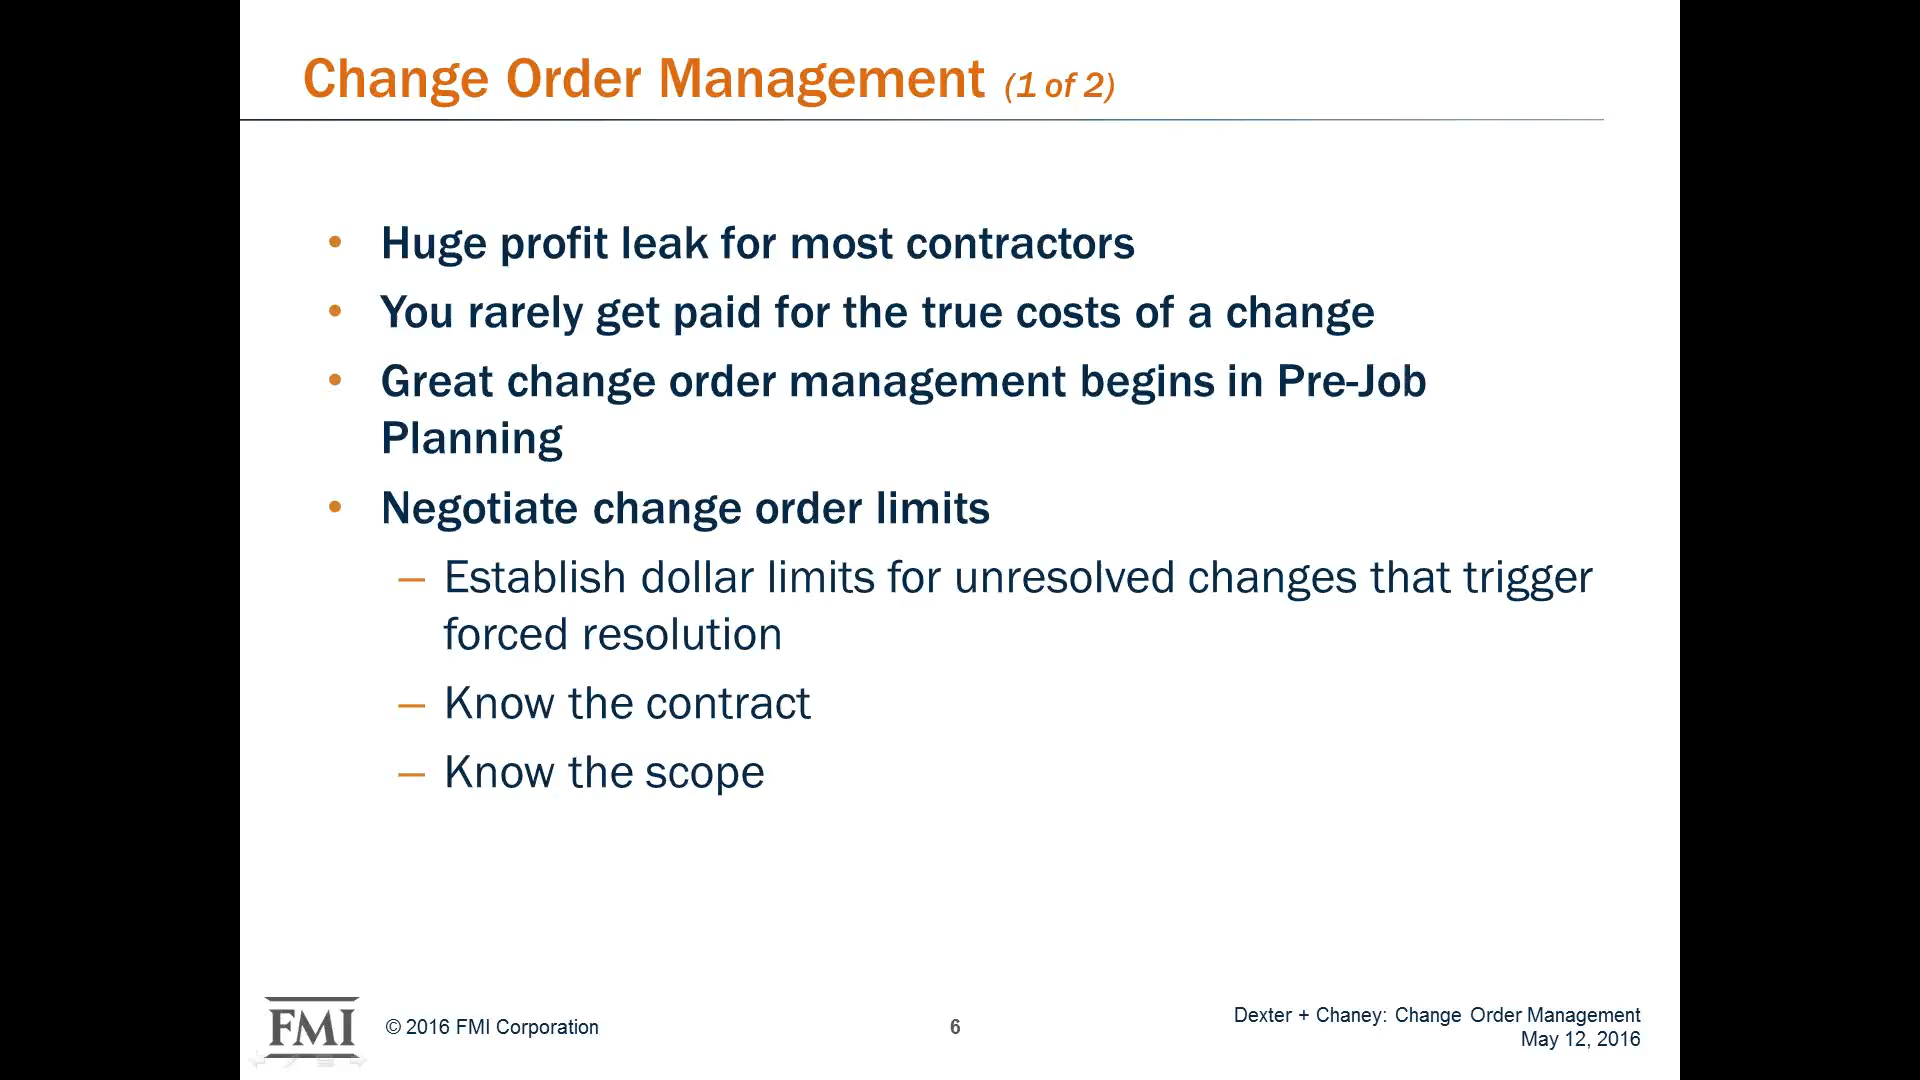 Change Order Management (1 of 2)
• Huge profit leak for most contractors
• You rarely get paid for the true costs of a change
• Great change order management begins in Pre-Job
Planning
• Negotiate change order limits
– Establish dollar limits for unresolved changes that trigger
forced resolution
– Know the contract
– Know the scope
FMI
© 2016 FMI Corporation
6
Dexter + Chaney: Change Order Management
May 12, 2016